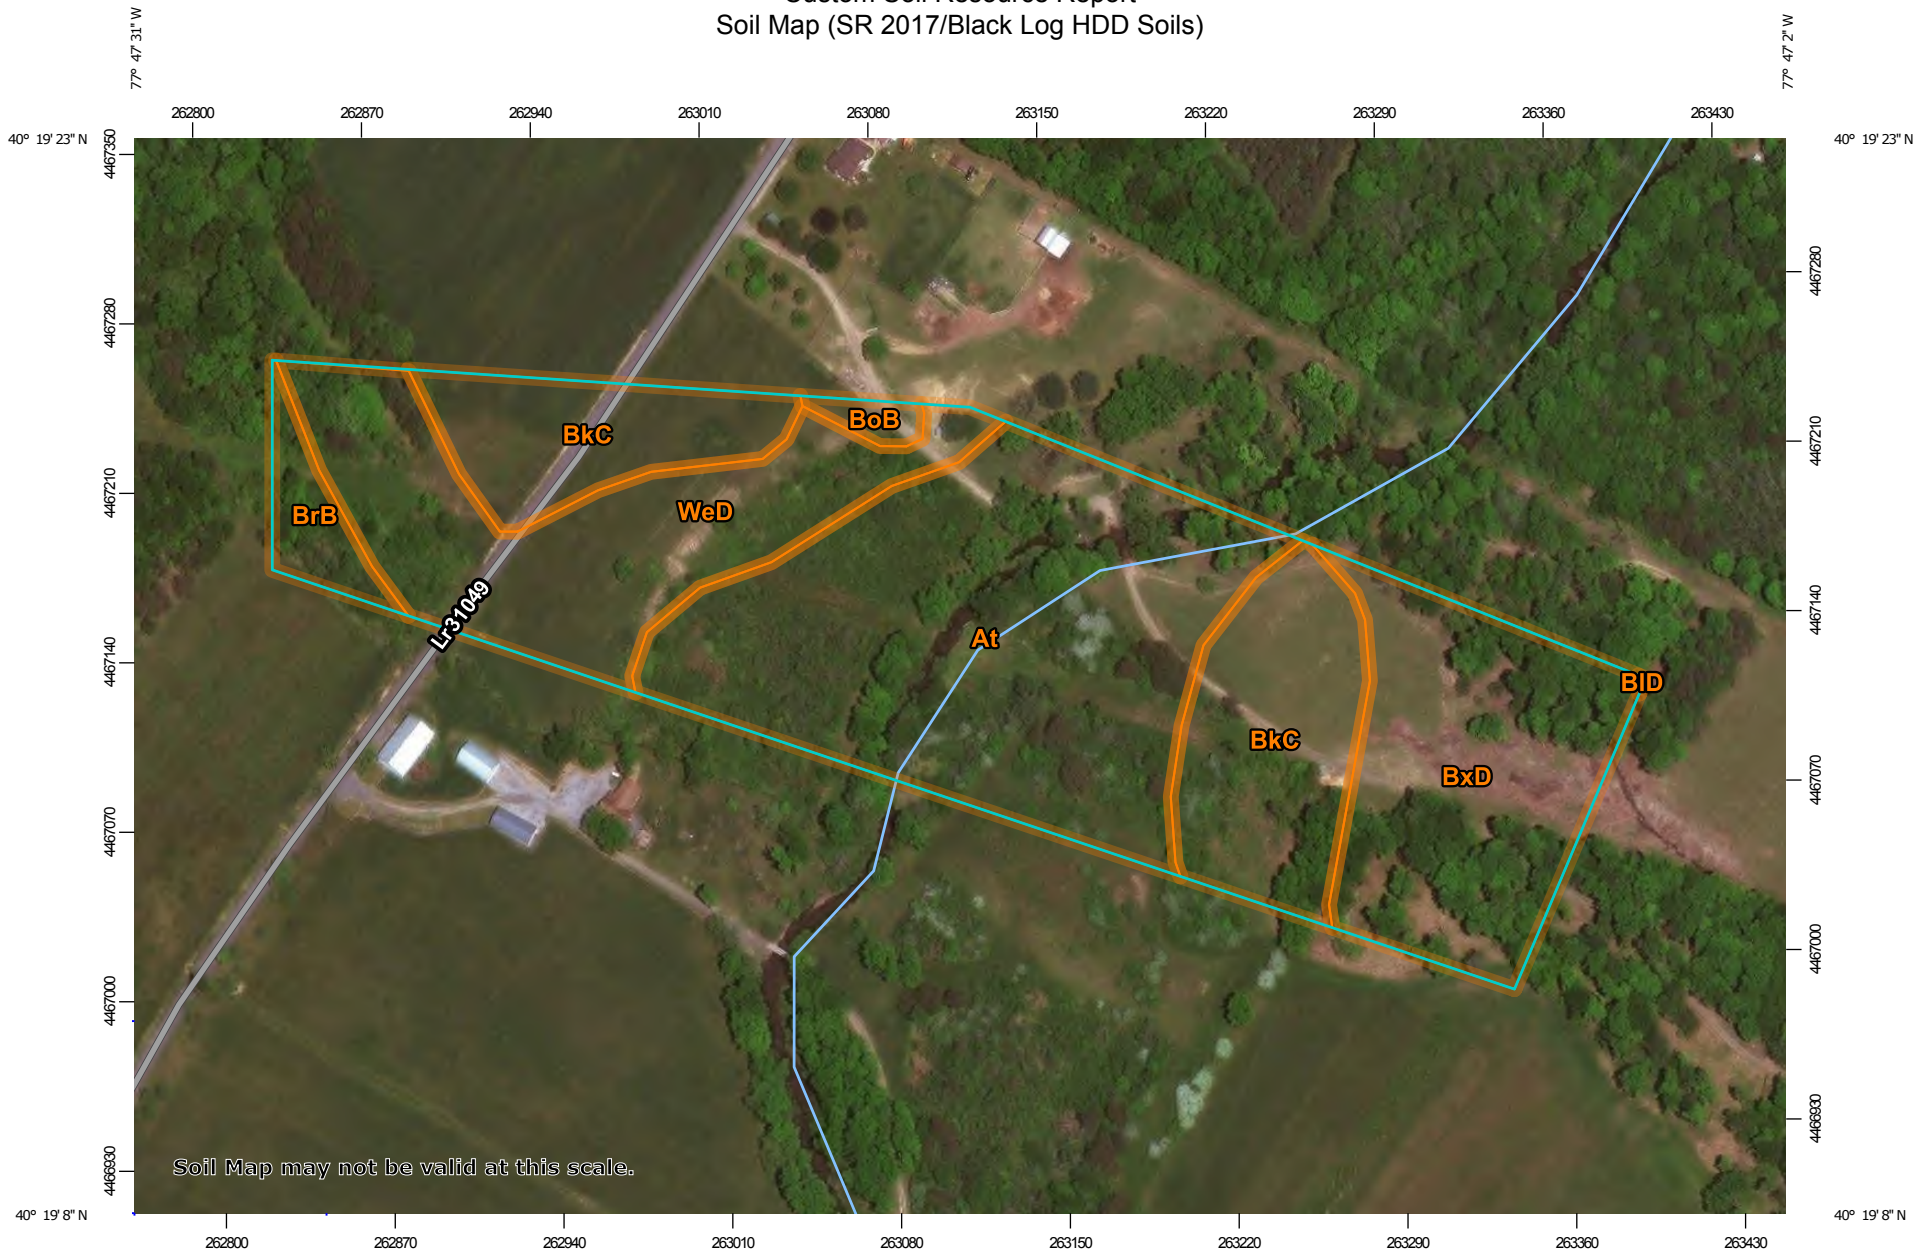 Custom Soil Resource Report
Soil Map (SR 2017/Black Log HDD Soils)
77° 47' 31" W
77° 47' 2" W
262800 262870 262940 263010 263080 263150 263220 263290 263360 263430
40° 19' 23" N
40° 19' 23" N
4467350
4467280
4467210
4467140
4467070
4467000
4466930
4467280
4467210
4467140
4467070
4467000
4466930
BoB
BkC
WeD
BrB
Lr31049
At
BlD
BkC
BxD
Soil Map may not be valid at this scale.
40° 19' 8" N
40° 19' 8" N
262800 262870 262940 263010 263080 263150 263220 263290 263360 263430